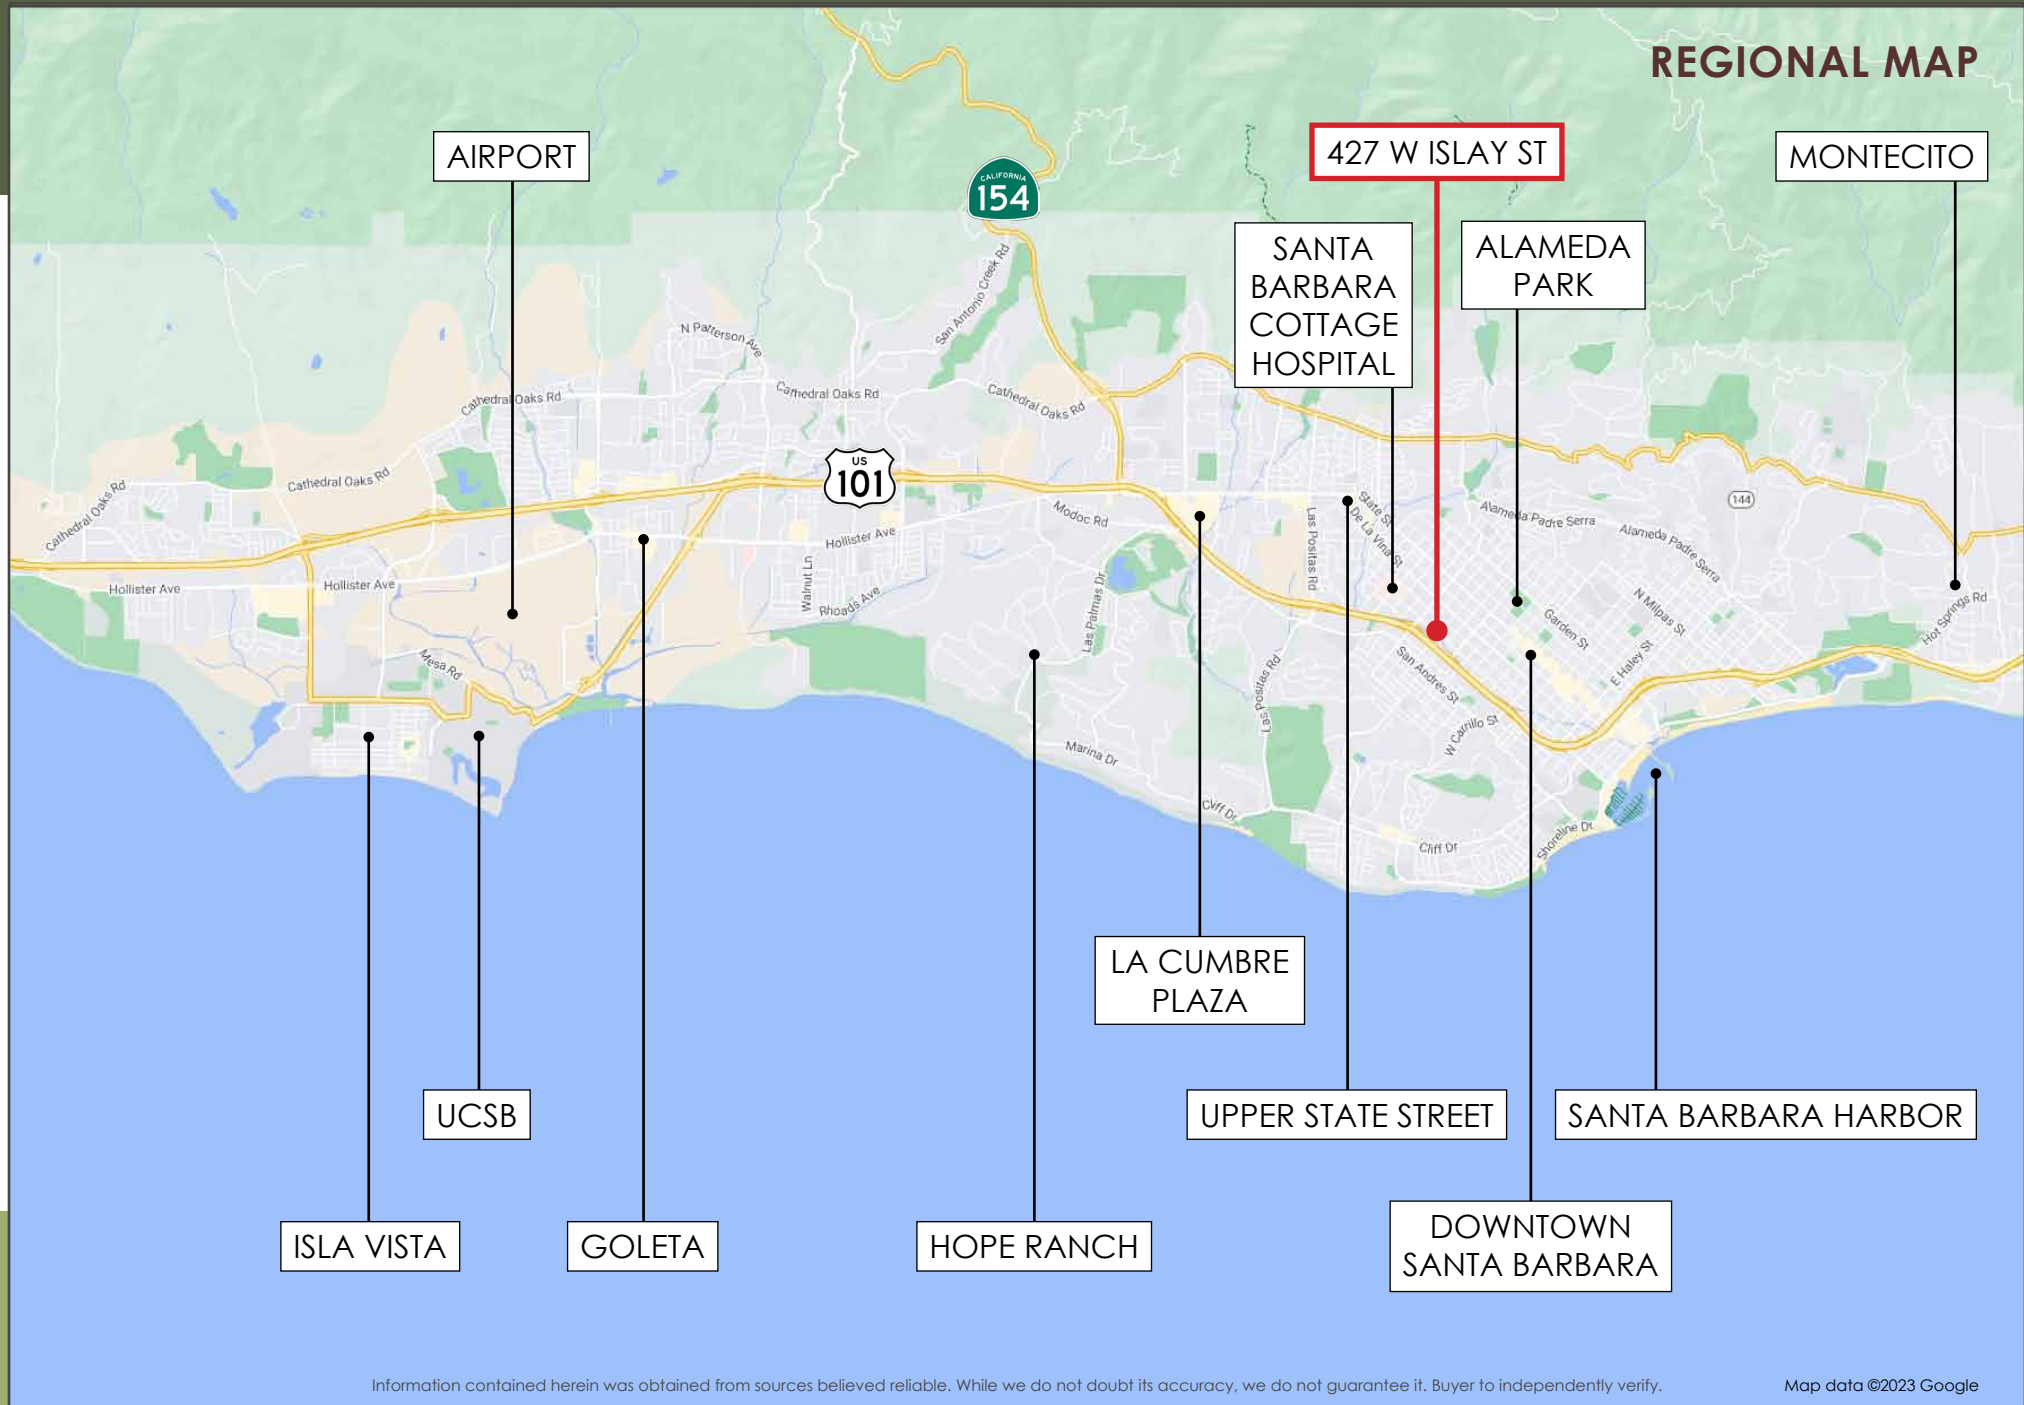 REGIONAL MAP
AIRPORT
427 W ISLAY ST
MONTECITO
CALIFORNIA
154
SANTA
BARBARA
COTTAGE
HOSPITAL
ALAMEDA
PARK
San Antonio Creek Rd
N Patterson Ave
Cathedral Oaks Rd
Cathedral Oaks Rd
Cathedral Oaks Rd
Cathedral Oaks Rd
Cathedral Oaks Rd
US
101
144
State St
De La Vina St
Las Positas Rd
Modoc Rd
Hollister Ave
Alameda Padre Serra
Alameda Padre Serra
Hollister Ave
Hollister Ave
Walnut Ln
Rhoads Ave
Las Palmas Dr
N Milpas St
Garden St
E Haley St
Hot Springs Rd
Mesa Rd
San Andres St
Las Positas Rd
W Carrillo St
Marina Dr
Cliff Dr
Cliff Dr
Shoreline Dr
LA CUMBRE
PLAZA
UCSB
UPPER STATE STREET
SANTA BARBARA HARBOR
ISLA VISTA
GOLETA
HOPE RANCH
DOWNTOWN
SANTA BARBARA
Information contained herein was obtained from sources believed reliable. While we do not doubt its accuracy, we do not guarantee it. Buyer to independently verify.
Map data ©2023 Google